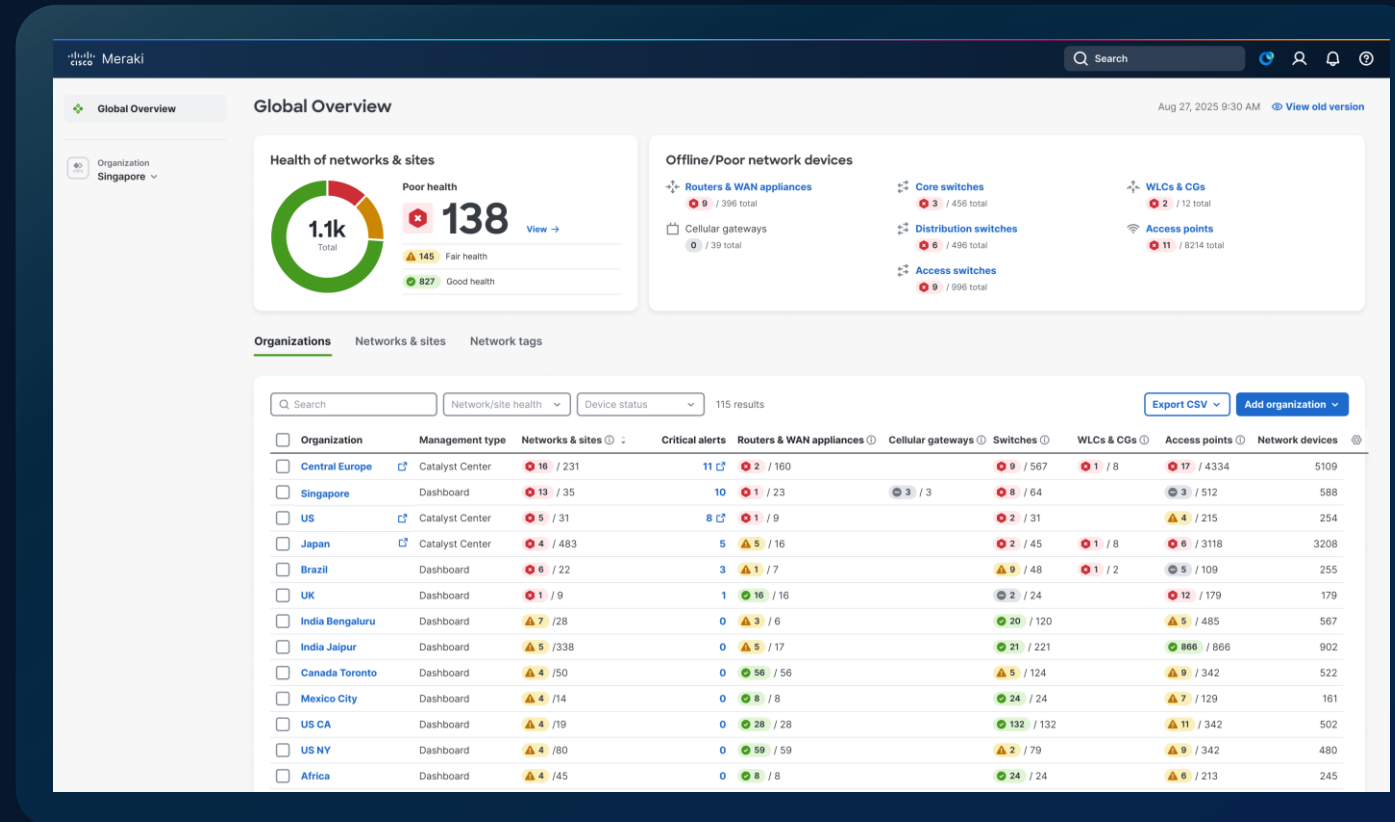 cisco Meraki
Search
Global Overview
Organization
Singapore
Global Overview
Aug 27, 2025 9:30 AM View old version
Health of networks & sites
1.1k
Total
Poor health
138 View →
145 Fair health
827 Good health
Offline/Poor network devices
Routers & WAN appliances
9 / 396 total
Cellular gateways
0 / 39 total
Core switches
3 / 456 total
Distribution switches
6 / 496 total
Access switches
9 / 996 total
WLCs & CGs
2 / 12 total
Access points
11 / 8214 total
Organizations Networks & sites Network tags
Search Network/site health Device status 115 results Export CSV Add organization
Organization Management type Networks & sites Critical alerts Routers & WAN appliances Cellular gateways Switches WLCs & CGs Access points Network devices
Central Europe Catalyst Center 16 / 231 11 2 / 160 9 / 567 1 / 8 17 / 4334 5109
Singapore Dashboard 13 / 35 10 1 / 23 3 / 3 8 / 64 3 / 512 588
US Catalyst Center 5 / 31 8 1 / 9 2 / 31 4 / 215 254
Japan Catalyst Center 4 / 483 5 5 / 16 2 / 45 1 / 8 6 / 3118 3208
Brazil Dashboard 6 / 22 3 1 / 7 9 / 48 1 / 2 5 / 109 255
UK Dashboard 1 / 9 1 16 / 16 2 / 24 12 / 179 179
India Bengaluru Dashboard 7 /28 0 3 / 6 20 / 120 5 / 485 567
India Jaipur Dashboard 5 /338 0 5 / 17 21 / 221 866 / 866 902
Canada Toronto Dashboard 4 /50 0 56 / 56 5 / 124 9 / 342 522
Mexico City Dashboard 4 /14 0 8 / 8 24 / 24 7 / 129 161
US CA Dashboard 4 /19 0 28 / 28 132 / 132 11 / 342 502
US NY Dashboard 4 /80 0 59 / 59 2 / 79 9 / 342 480
Africa Dashboard 4 /45 0 8 / 8 24 / 24 6 / 213 245